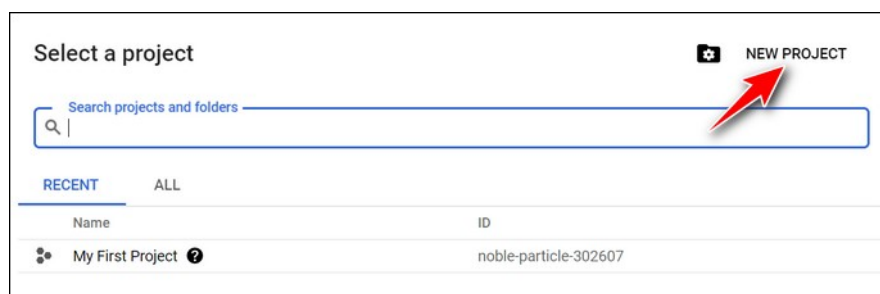 Select a project
NEW PROJECT
Search projects and folders
RECENT ALL
Name ID
My First Project ? noble-particle-302607